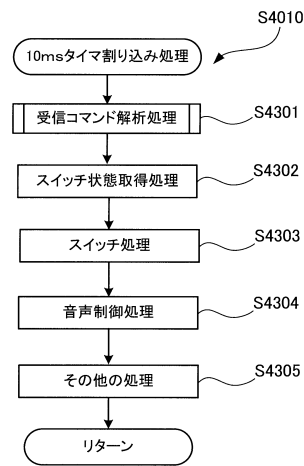 S4010
10msタイマ割り込み処理
受信コマンド解析処理
S4301
スイッチ状態取得処理
S4302
スイッチ処理
S4303
音声制御処理
S4304
その他の処理
S4305
リターン